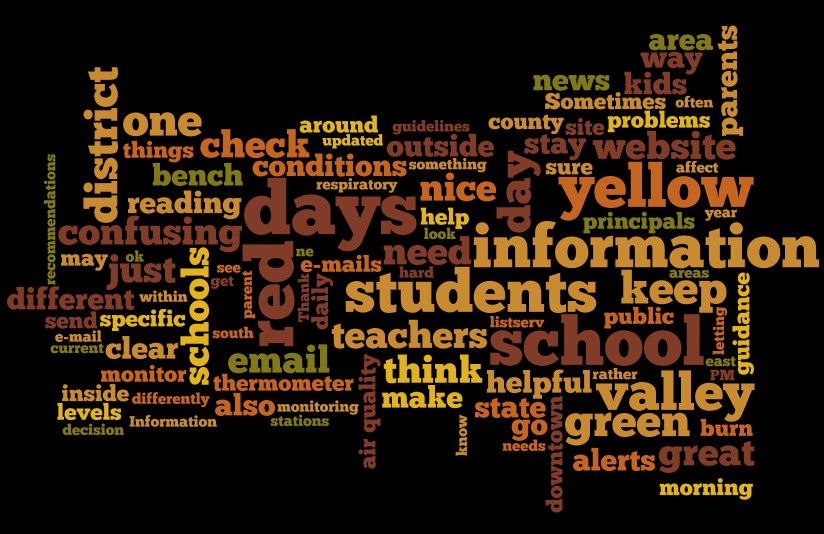 area
way
parents
news
kids
Sometimes
often
district
one
around
guidelines
county
site
problems
things
check
updated
outside
stay
website
conditions
something
sure
affect
bench
respiratory
nice
day
yellow
recommendations
reading
days
help
principals
year
confusing
look
need
information
may
ok
just
schools
see
get
red
ne
e-mails
hard
areas
different
within
parent
Thank
daily
students
keep
guidance
send
specific
south
teachers
listserv
public
letting
e-mail
current
clear
email
school
east
monitor
thermometer
air quality
think
helpful
rather
valley
PM
inside
differently
also
monitoring
make
state
downtown
green
levels
decision
Information
stations
know
go
needs
burn
alerts
great
morning